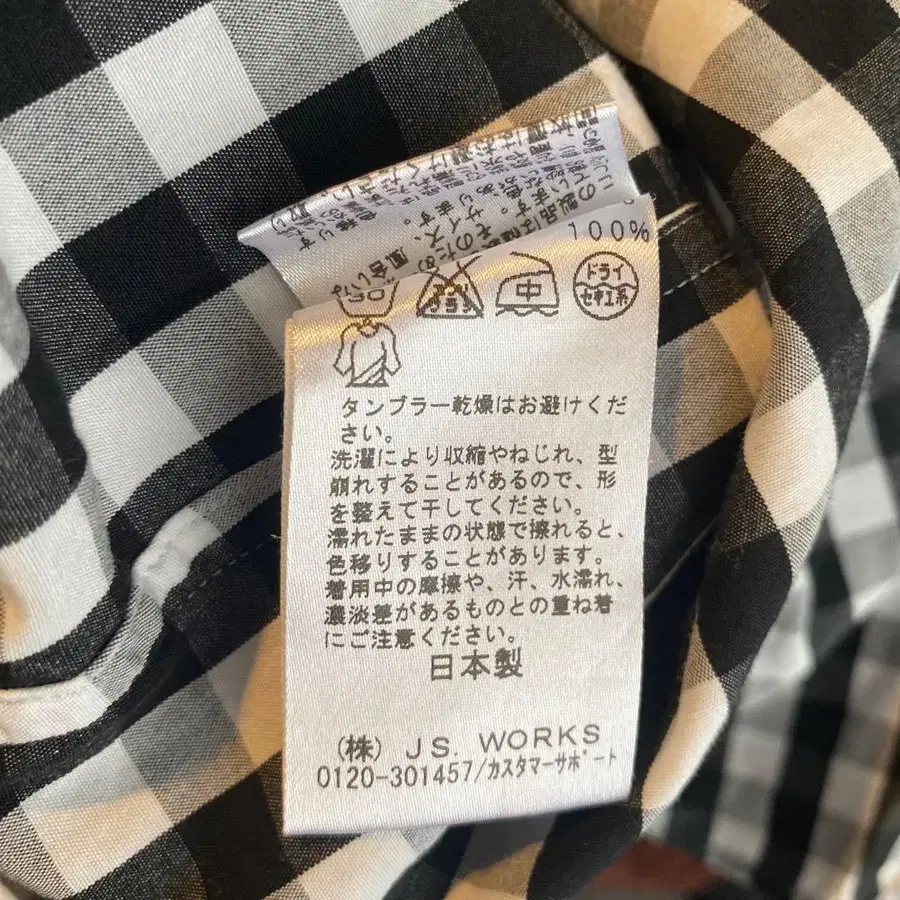 100%
中
ドライ
セキユ系
タンブラー乾燥はお避けくだ
さい。
洗濯により収縮やねじれ、型
崩れすることがあるので、形
を整えて干してください。
濡れたままの状態で擦れると、
色移りすることがあります。
着用中の摩擦や、汗、水濡れ、
濃淡差があるものとの重ね着
にご注意ください。
日本製
(株) J.S. WORKS
0120-301457/カスタマーサポート